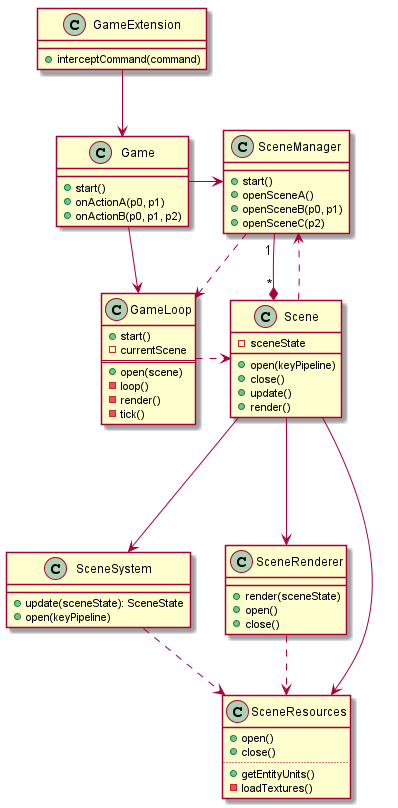 C GameExtension
interceptCommand(command)
C Game
start()
onActionA(p0, p1)
onActionB(p0, p1, p2)
C SceneManager
start()
openSceneA()
openSceneB(p0, p1)
openSceneC(p2)
1
*
C GameLoop
start()
currentScene
open(scene)
loop()
render()
tick()
C Scene
sceneState
open(keyPipeline)
close()
update()
render()
C SceneSystem
update(sceneState): SceneState
open(keyPipeline)
C SceneRenderer
render(sceneState)
open()
close()
C SceneResources
open()
close()
getEntityUnits()
loadTextures()